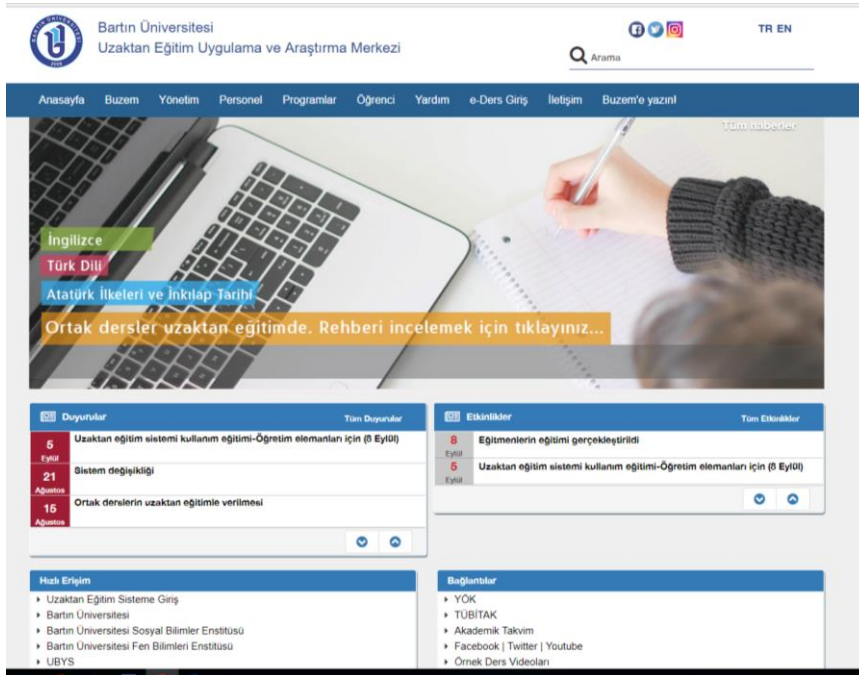 Bartın Üniversitesi
Uzaktan Eğitim Uygulama ve Araştırma Merkezi
TR EN
Arama
Anasayfa Buzem Yönetim Personel Programlar Öğrenci Yardım e-Ders Giriş İletişim Buzem'e yazın!
Tüm haberler
İngilizce
Türk Dili
Atatürk İlkeleri ve İnkılap Tarihi
Ortak dersler uzaktan eğitimde. Rehberi incelemek için tıklayınız...
Duyurular Tüm Duyurular
5 Eylül Uzaktan eğitim sistemi kullanım eğitimi-Öğretim elemanları için (8 Eylül)
21 Ağustos Sistem değişikliği
15 Ağustos Ortak derslerin uzaktan eğitimle verilmesi
Etkinlikler Tüm Etkinlikler
8 Eylül Eğitmenlerin eğitimi gerçekleştirildi
5 Eylül Uzaktan eğitim sistemi kullanım eğitimi-Öğretim elemanları için (8 Eylül)
Hızlı Erişim
Uzaktan Eğitim Sisteme Giriş
Bartın Üniversitesi
Bartın Üniversitesi Sosyal Bilimler Enstitüsü
Bartın Üniversitesi Fen Bilimleri Enstitüsü
UBYS
Bağlantılar
YÖK
TÜBİTAK
Akademik Takvim
Facebook | Twitter | Youtube
Örnek Ders Videoları